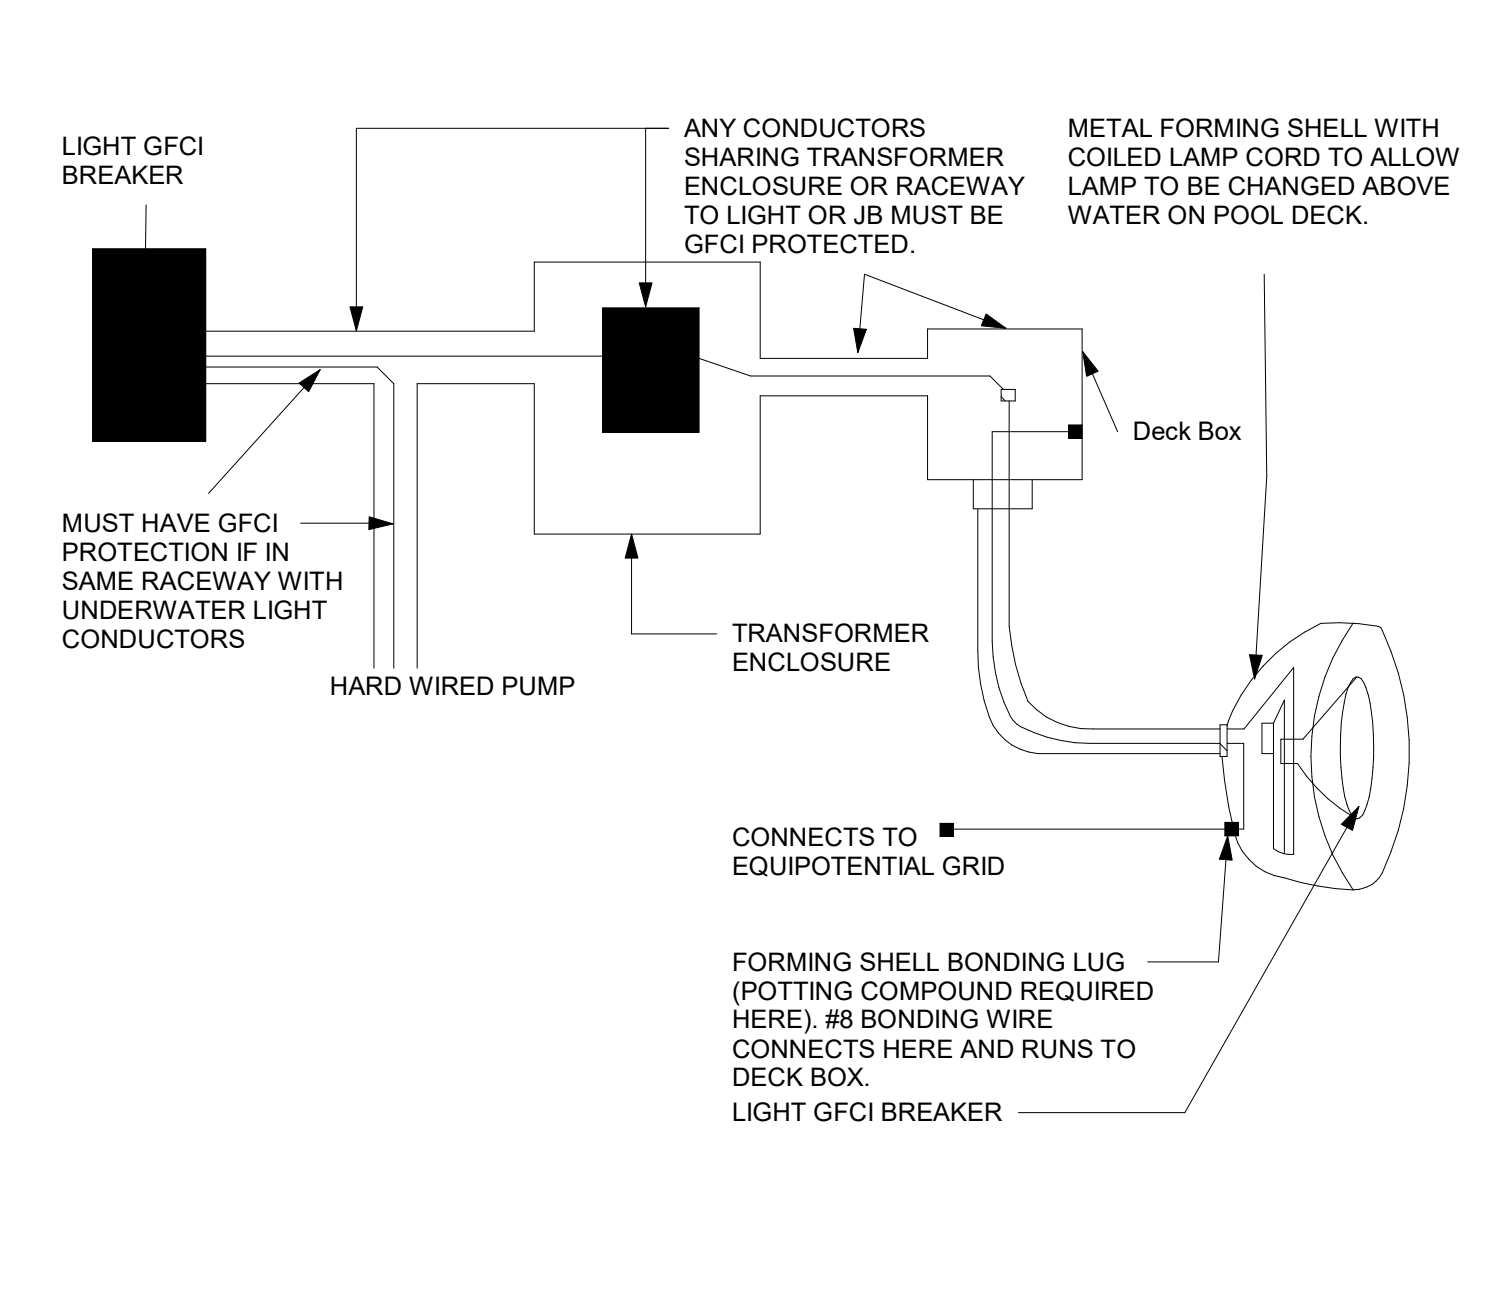 LIGHT GFCI
BREAKER
ANY CONDUCTORS
SHARING TRANSFORMER
ENCLOSURE OR RACEWAY
TO LIGHT OR JB MUST BE
GFCI PROTECTED.
METAL FORMING SHELL WITH
COILED LAMP CORD TO ALLOW
LAMP TO BE CHANGED ABOVE
WATER ON POOL DECK.
Deck Box
MUST HAVE GFCI
PROTECTION IF IN
SAME RACEWAY WITH
UNDERWATER LIGHT
CONDUCTORS
HARD WIRED PUMP
TRANSFORMER
ENCLOSURE
CONNECTS TO
EQUIPOTENTIAL GRID
FORMING SHELL BONDING LUG
(POTTING COMPOUND REQUIRED
HERE). #8 BONDING WIRE
CONNECTS HERE AND RUNS TO
DECK BOX.
LIGHT GFCI BREAKER